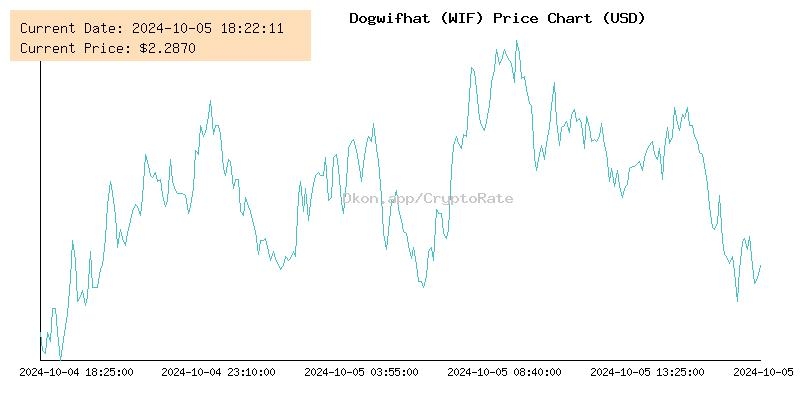 Dogwifhat (WIF) Price Chart (USD)
Current Date: 2024-10-05 18:22:11
Current Price: $2.2870
Okon.app/CryptoRate
2024-10-04 18:25:00 2024-10-04 23:10:00 2024-10-05 03:55:00 2024-10-05 08:40:00 2024-10-05 13:25:00 2024-10-05